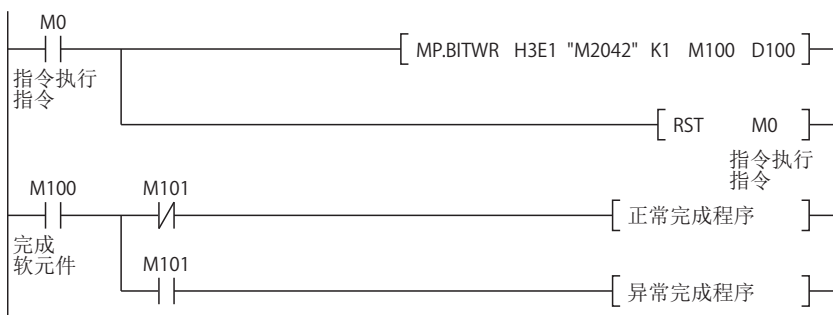 M0
MP.BITWR H3E1 "M2042" K1 M100 D100
指令执行
指令
RST M0
指令执行
指令
M100 M101
正常完成程序
完成
软元件
M101
异常完成程序